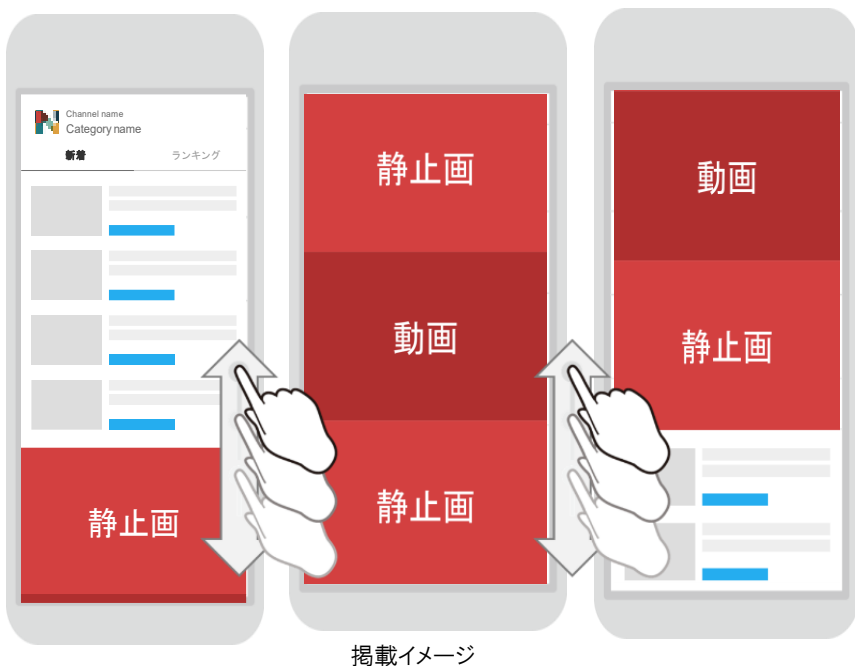 Channel name
Category name
新着
ランキング
静止画
静止画
動画
静止画
動画
静止画
掲載イメージ